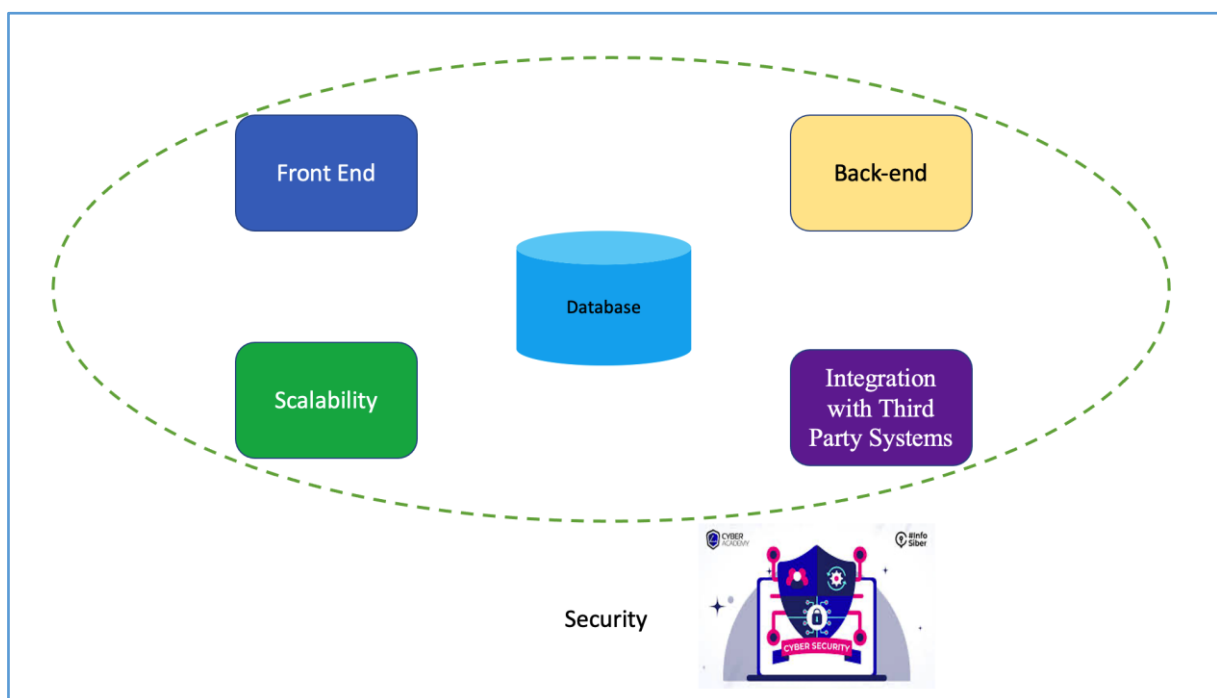 Front End
Back-end
Database
Scalability
Integration
with Third
Party Systems
Security
CYBER
ACADEMY
#Info
Siber
CYBER SECURITY